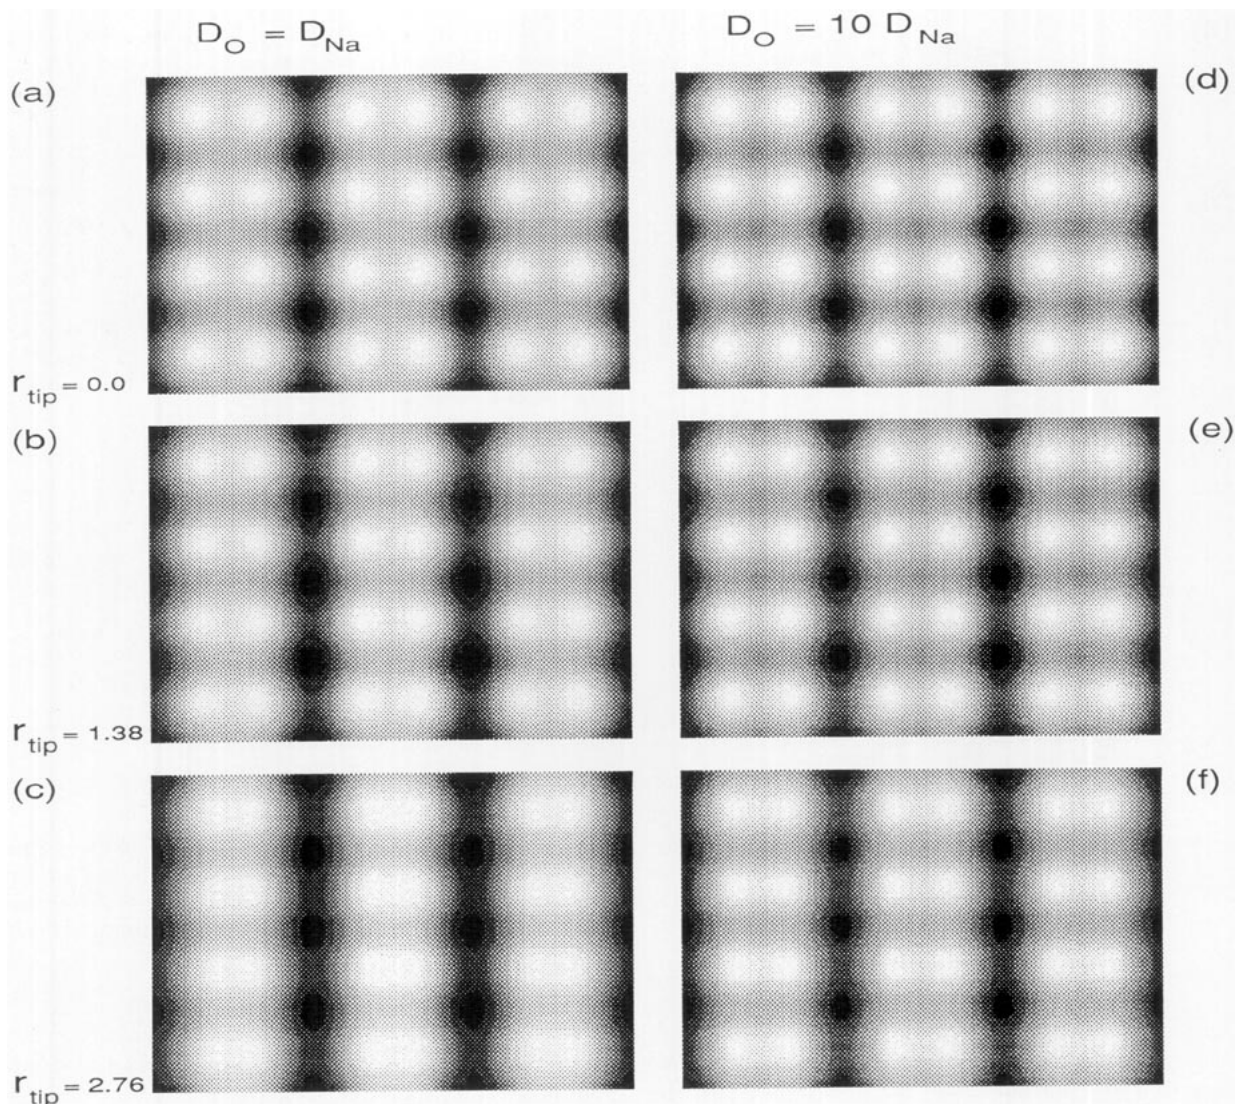 D_O = D_Na
D_O = 10 D_Na
(a)
(d)
r_tip = 0.0
(b)
(e)
r_tip = 1.38
(c)
(f)
r_tip = 2.76